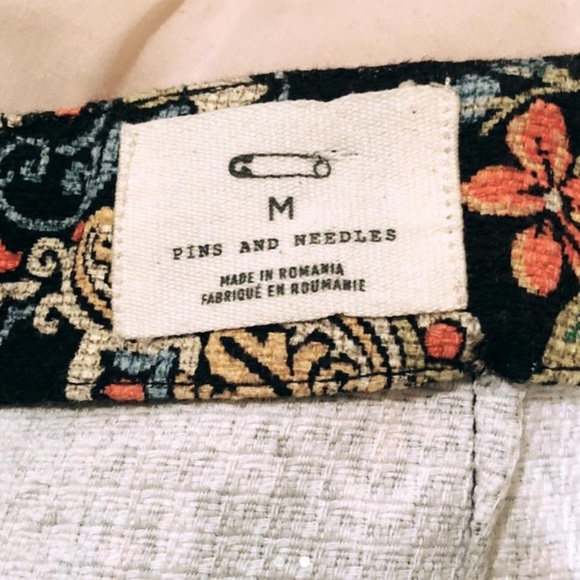 M
PINS AND NEEDLES
MADE IN ROMANIA
FABRIQUÉ EN ROUMANIE